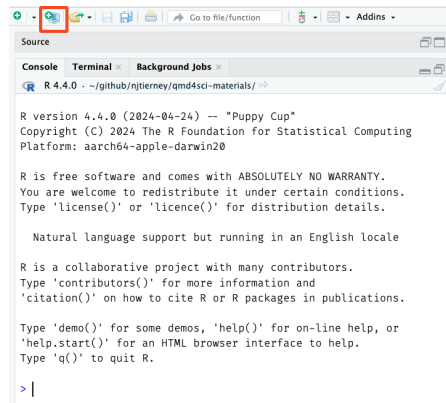 Go to file/function
Addins
Source
Console Terminal × Background Jobs ×
R 4.4.0 · ~/github/njtierney/qmd4sci-materials/
R version 4.4.0 (2024-04-24) -- "Puppy Cup"
Copyright (C) 2024 The R Foundation for Statistical Computing
Platform: aarch64-apple-darwin20
R is free software and comes with ABSOLUTELY NO WARRANTY.
You are welcome to redistribute it under certain conditions.
Type 'license()' or 'licence()' for distribution details.
Natural language support but running in an English locale
R is a collaborative project with many contributors.
Type 'contributors()' for more information and
'citation()' on how to cite R or R packages in publications.
Type 'demo()' for some demos, 'help()' for on-line help, or
'help.start()' for an HTML browser interface to help.
Type 'q()' to quit R.
>